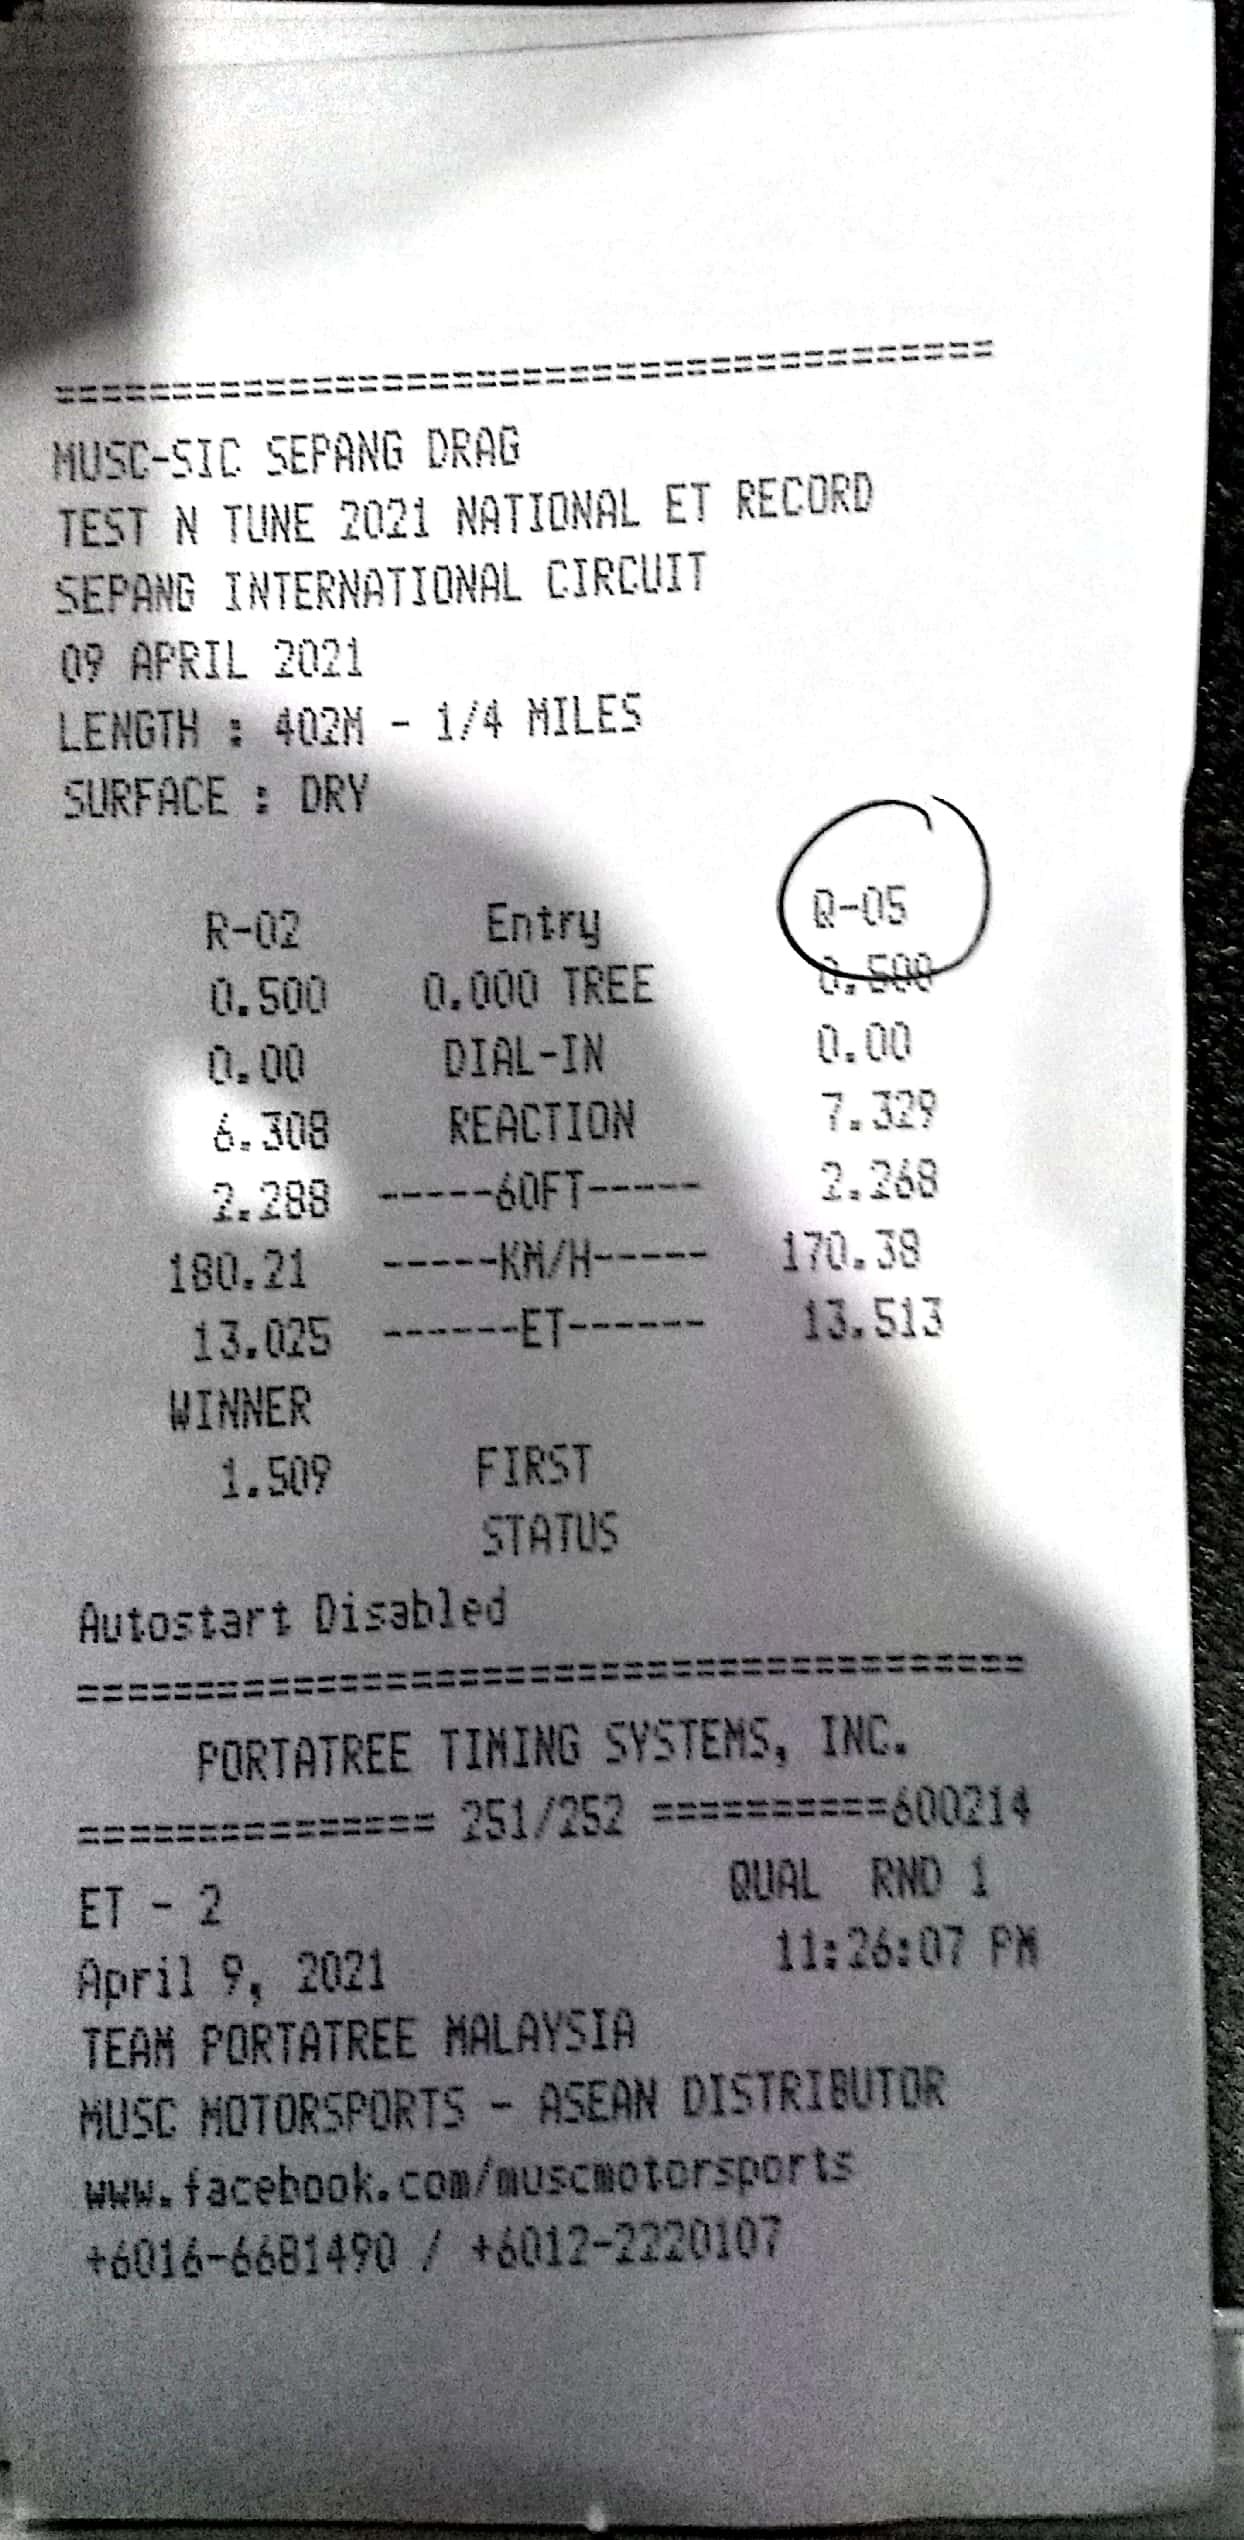 =======================================
MUSC-SIC SEPANG DRAG
TEST N TUNE 2021 NATIONAL ET RECORD
SEPANG INTERNATIONAL CIRCUIT
09 APRIL 2021
LENGTH : 402M - 1/4 MILES
SURFACE : DRY
R-02 Entry Q-05
0.500 0.000 TREE 0.500
0.00 DIAL-IN 0.00
6.308 REACTION 7.329
2.288 -----60FT----- 2.268
180.21 -----KM/H----- 170.38
13.025 ------ET------ 13.513
WINNER
1.509 FIRST
STATUS
Autostart Disabled
=======================================
PORTATREE TIMING SYSTEMS, INC.
=============== 251/252 ==========600214
ET - 2 QUAL RND 1
April 9, 2021 11:26:07 PM
TEAM PORTATREE MALAYSIA
MUSC MOTORSPORTS - ASEAN DISTRIBUTOR
www.facebook.com/muscmotorsports
+6016-6681490 / +6012-2220107